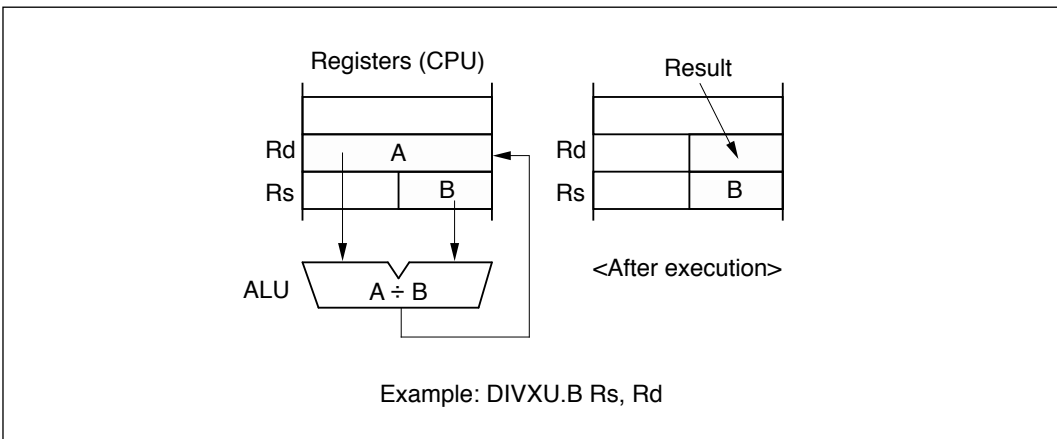 Registers (CPU)
Result
Rd
A
Rd
Rs
B
Rs
B
<After execution>
ALU
A ÷ B
Example: DIVXU.B Rs, Rd